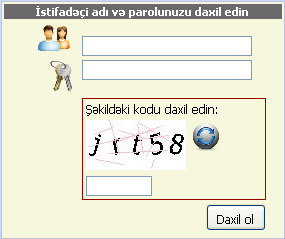 İstifadəçi adı və parolunuzu daxil edin
Şəkildəki kodu daxil edin:
jrt58
Daxil ol